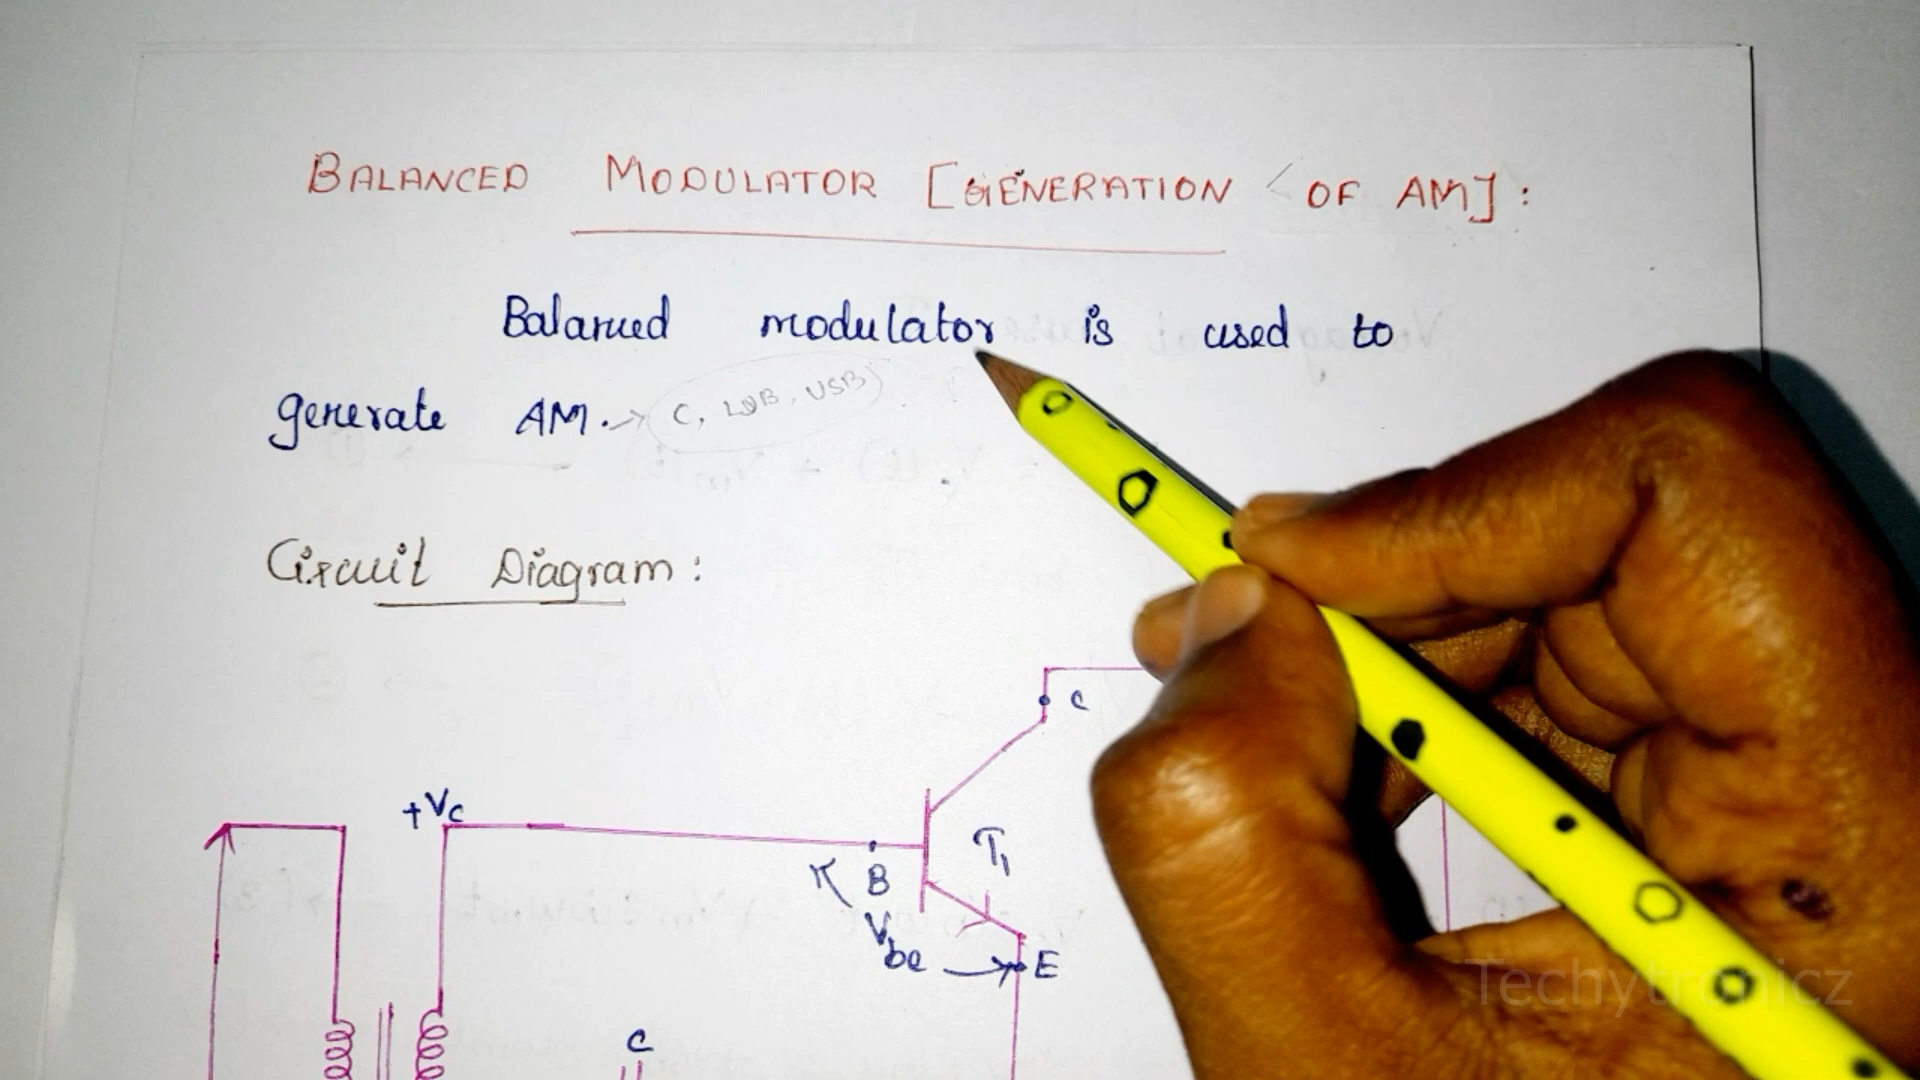 BALANCED MODULATOR [GENERATION OF AM]:
Balanced modulator is used to
generate AM. → C, LSB, USB
Circuit Diagram:
C
+Vc
T1
B
Vbe
E
C
Techytronicz